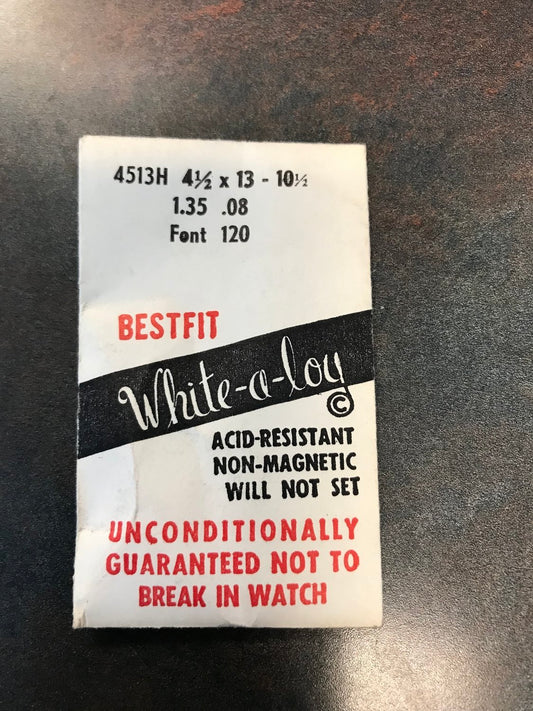 4513H 4½ x 13 - 10½
1.35 .08
Font 120
BESTFIT
White-a-loy
©
ACID-RESISTANT
NON-MAGNETIC
WILL NOT SET
UNCONDITIONALLY
GUARANTEED NOT TO
BREAK IN WATCH